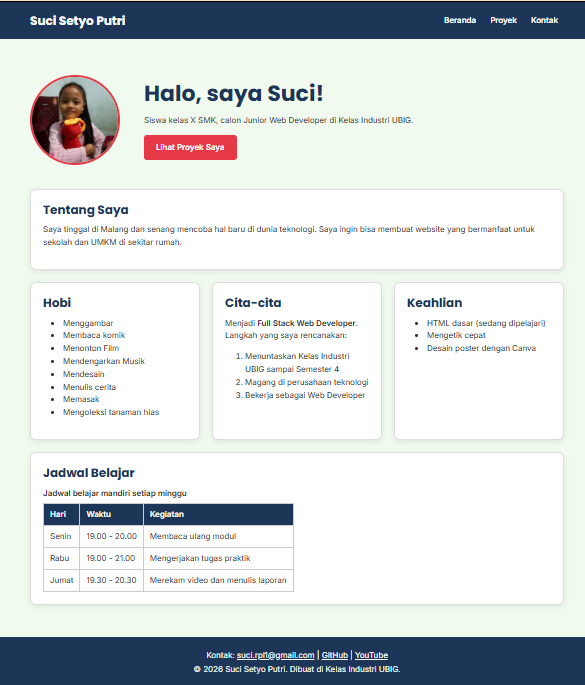 Suci Setyo Putri
Beranda Proyek Kontak
Halo, saya Suci!
Siswa kelas X SMK, calon Junior Web Developer di Kelas Industri UBIG.
Lihat Proyek Saya
Tentang Saya
Saya tinggal di Malang dan senang mencoba hal baru di dunia teknologi. Saya ingin bisa membuat website yang bermanfaat untuk
sekolah dan UMKM di sekitar rumah.
Hobi
Menggambar
Membaca komik
Menonton Film
Mendengarkan Musik
Mendesain
Menulis cerita
Memasak
Mengoleksi tanaman hias
Cita-cita
Menjadi Full Stack Web Developer.
Langkah yang saya rencanakan:
1. Menuntaskan Kelas Industri
UBIG sampai Semester 4
2. Magang di perusahaan teknologi
3. Bekerja sebagai Web Developer
Keahlian
HTML dasar (sedang dipelajari)
Mengetik cepat
Desain poster dengan Canva
Jadwal Belajar
Jadwal belajar mandiri setiap minggu
Hari Waktu Kegiatan
Senin 19.00 - 20.00 Membaca ulang modul
Rabu 19.00 - 21.00 Mengerjakan tugas praktik
Jumat 19.30 - 20.30 Merekam video dan menulis laporan
Kontak: suci.rpl1@gmail.com | GitHub | YouTube
© 2026 Suci Setyo Putri. Dibuat di Kelas Industri UBIG.